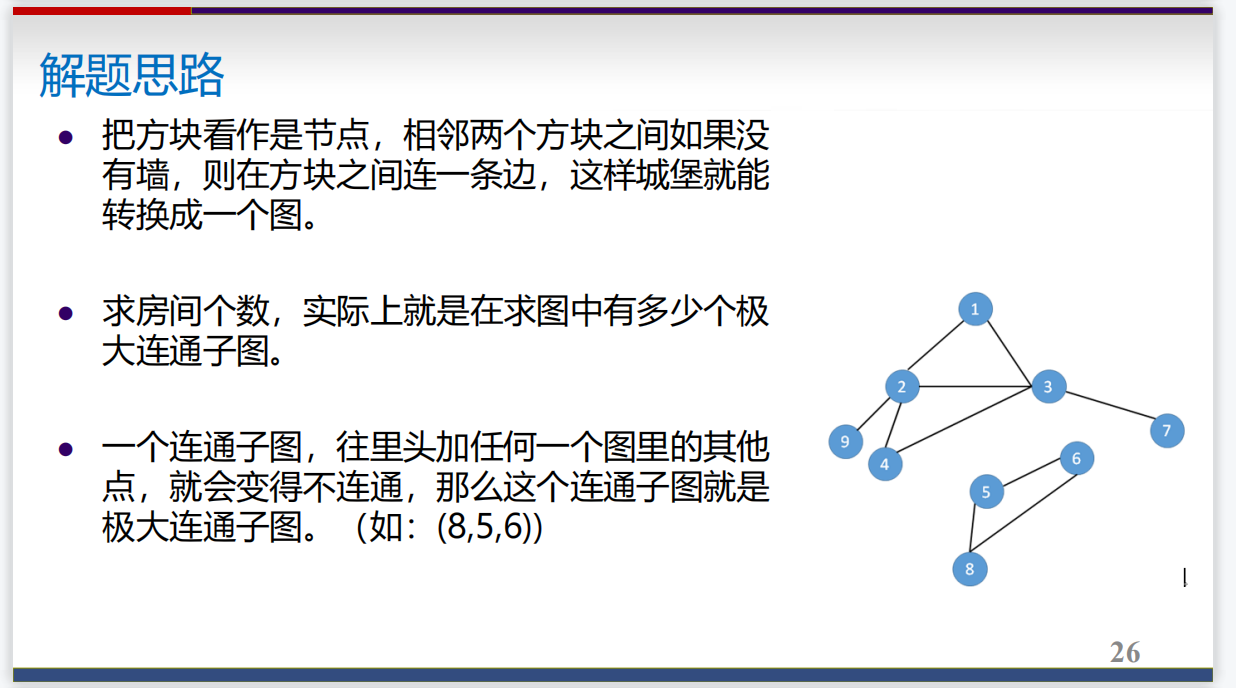 解题思路
● 把方块看作是节点，相邻两个方块之间如果没
有墙，则在方块之间连一条边，这样城堡就能
转换成一个图。
● 求房间个数，实际上就是在求图中有多少个极
大连通子图。
● 一个连通子图，往里头加任何一个图里的其他
点，就会变得不连通，那么这个连通子图就是
极大连通子图。（如：(8,5,6))
1
2
3
9
4
7
6
5
8
26